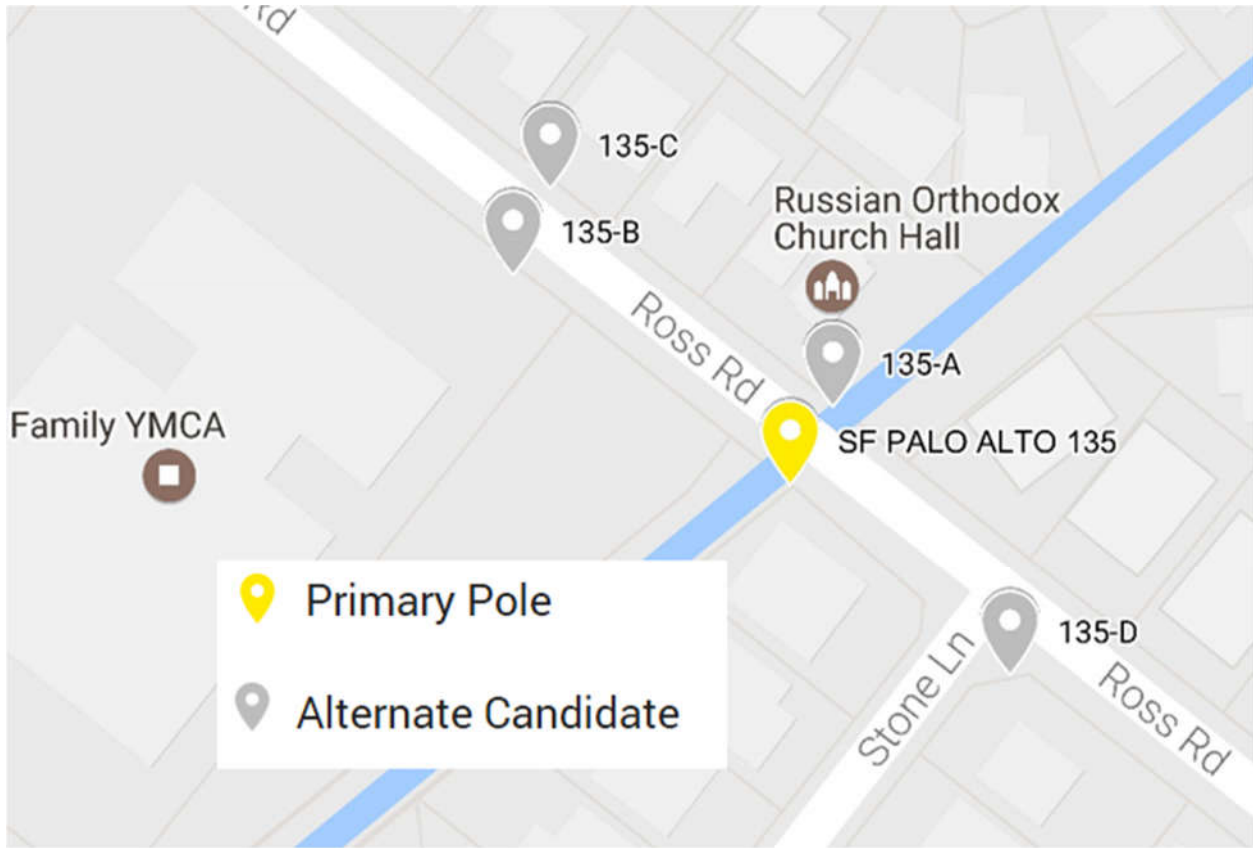 Rd
135-C
135-B
Russian Orthodox
Church Hall
Ross Rd
135-A
Family YMCA
SF PALO ALTO 135
Primary Pole
135-D
Stone Ln
Ross Rd
Alternate Candidate